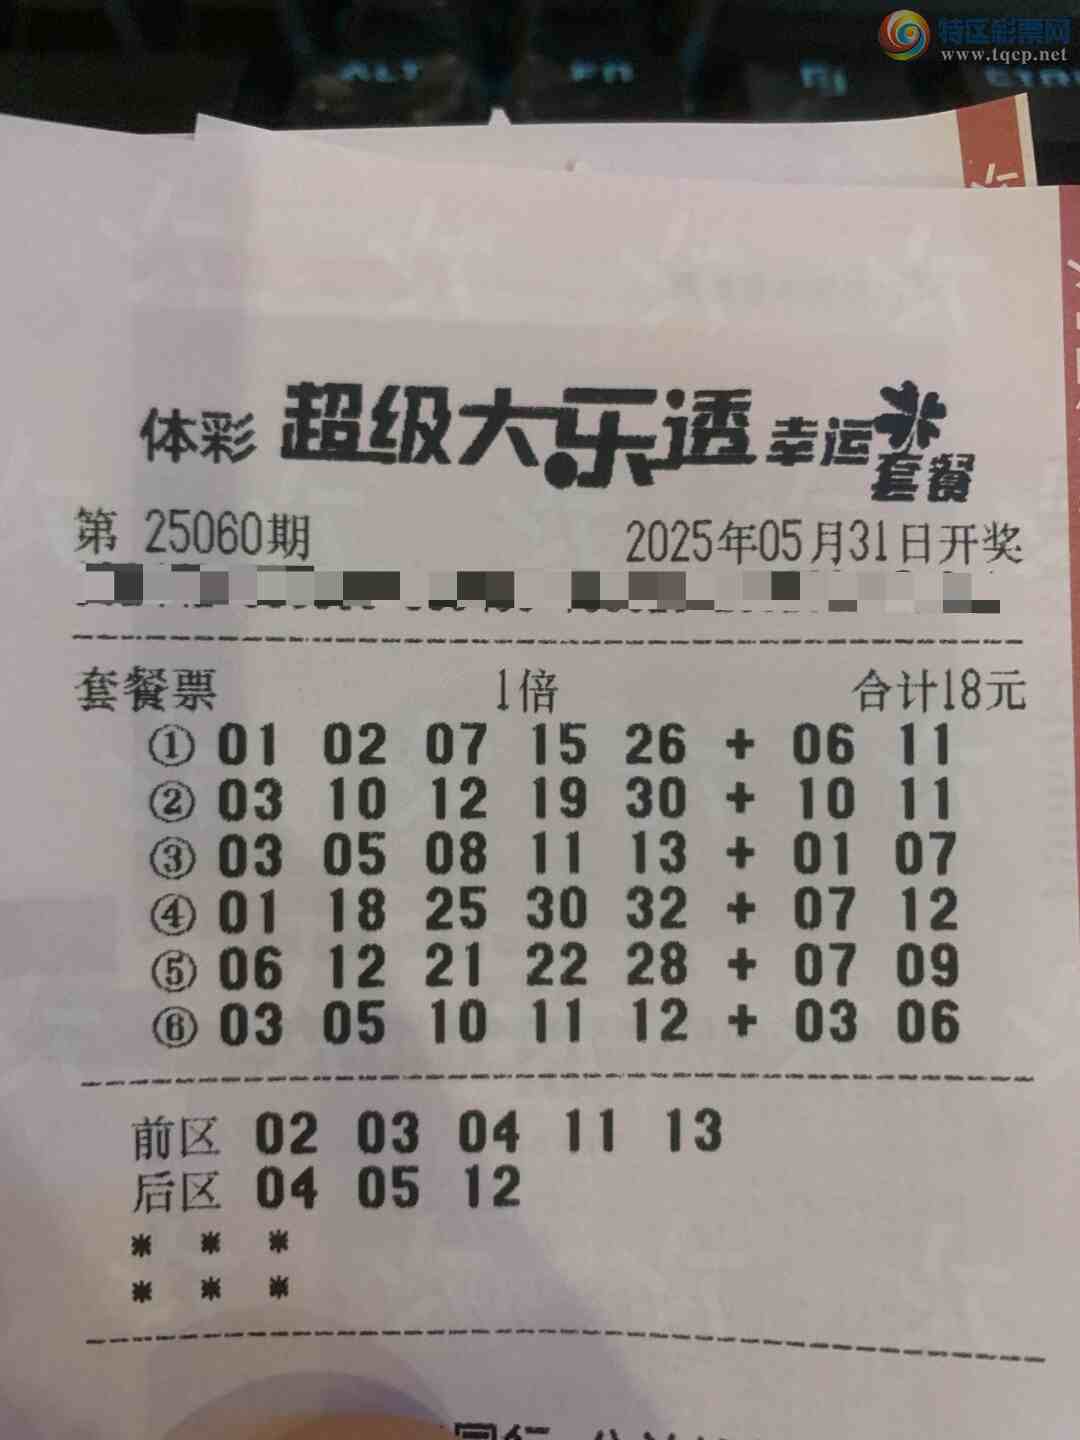 特区彩票网
www.tqcp.net
ALT
FN
体彩 超级大乐透 幸运套餐
第 25060期 2025年05月31日开奖
套餐票 1倍 合计18元
① 01 02 07 15 26 + 06 11
② 03 10 12 19 30 + 10 11
③ 03 05 08 11 13 + 01 07
④ 01 18 25 30 32 + 07 12
⑤ 06 12 21 22 28 + 07 09
⑥ 03 05 10 11 12 + 03 06
前区 02 03 04 11 13
后区 04 05 12
* * *
* * *